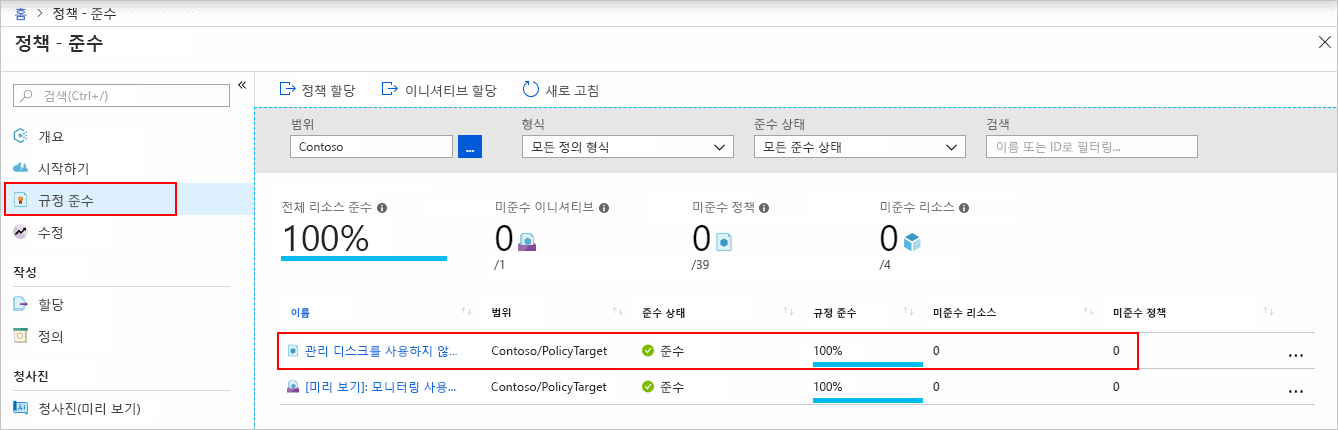 홈 > 정책 - 준수
정책 - 준수
검색(Ctrl+/)
개요
시작하기
규정 준수
수정
작성
할당
정의
청사진
청사진(미리 보기)
정책 할당 이니셔티브 할당 새로 고침
범위 형식 준수 상태 검색
Contoso ... 모든 정의 형식 모든 준수 상태 이름 또는 ID로 필터링...
전체 리소스 준수 미준수 이니셔티브 미준수 정책 미준수 리소스
100% 0 0 0
/1 /39 /4
이름 범위 준수 상태 규정 준수 미준수 리소스 미준수 정책
관리 디스크를 사용하지 않... Contoso/PolicyTarget 준수 100% 0 0 ...
[미리 보기]: 모니터링 사용... Contoso/PolicyTarget 준수 100% 0 0 ...